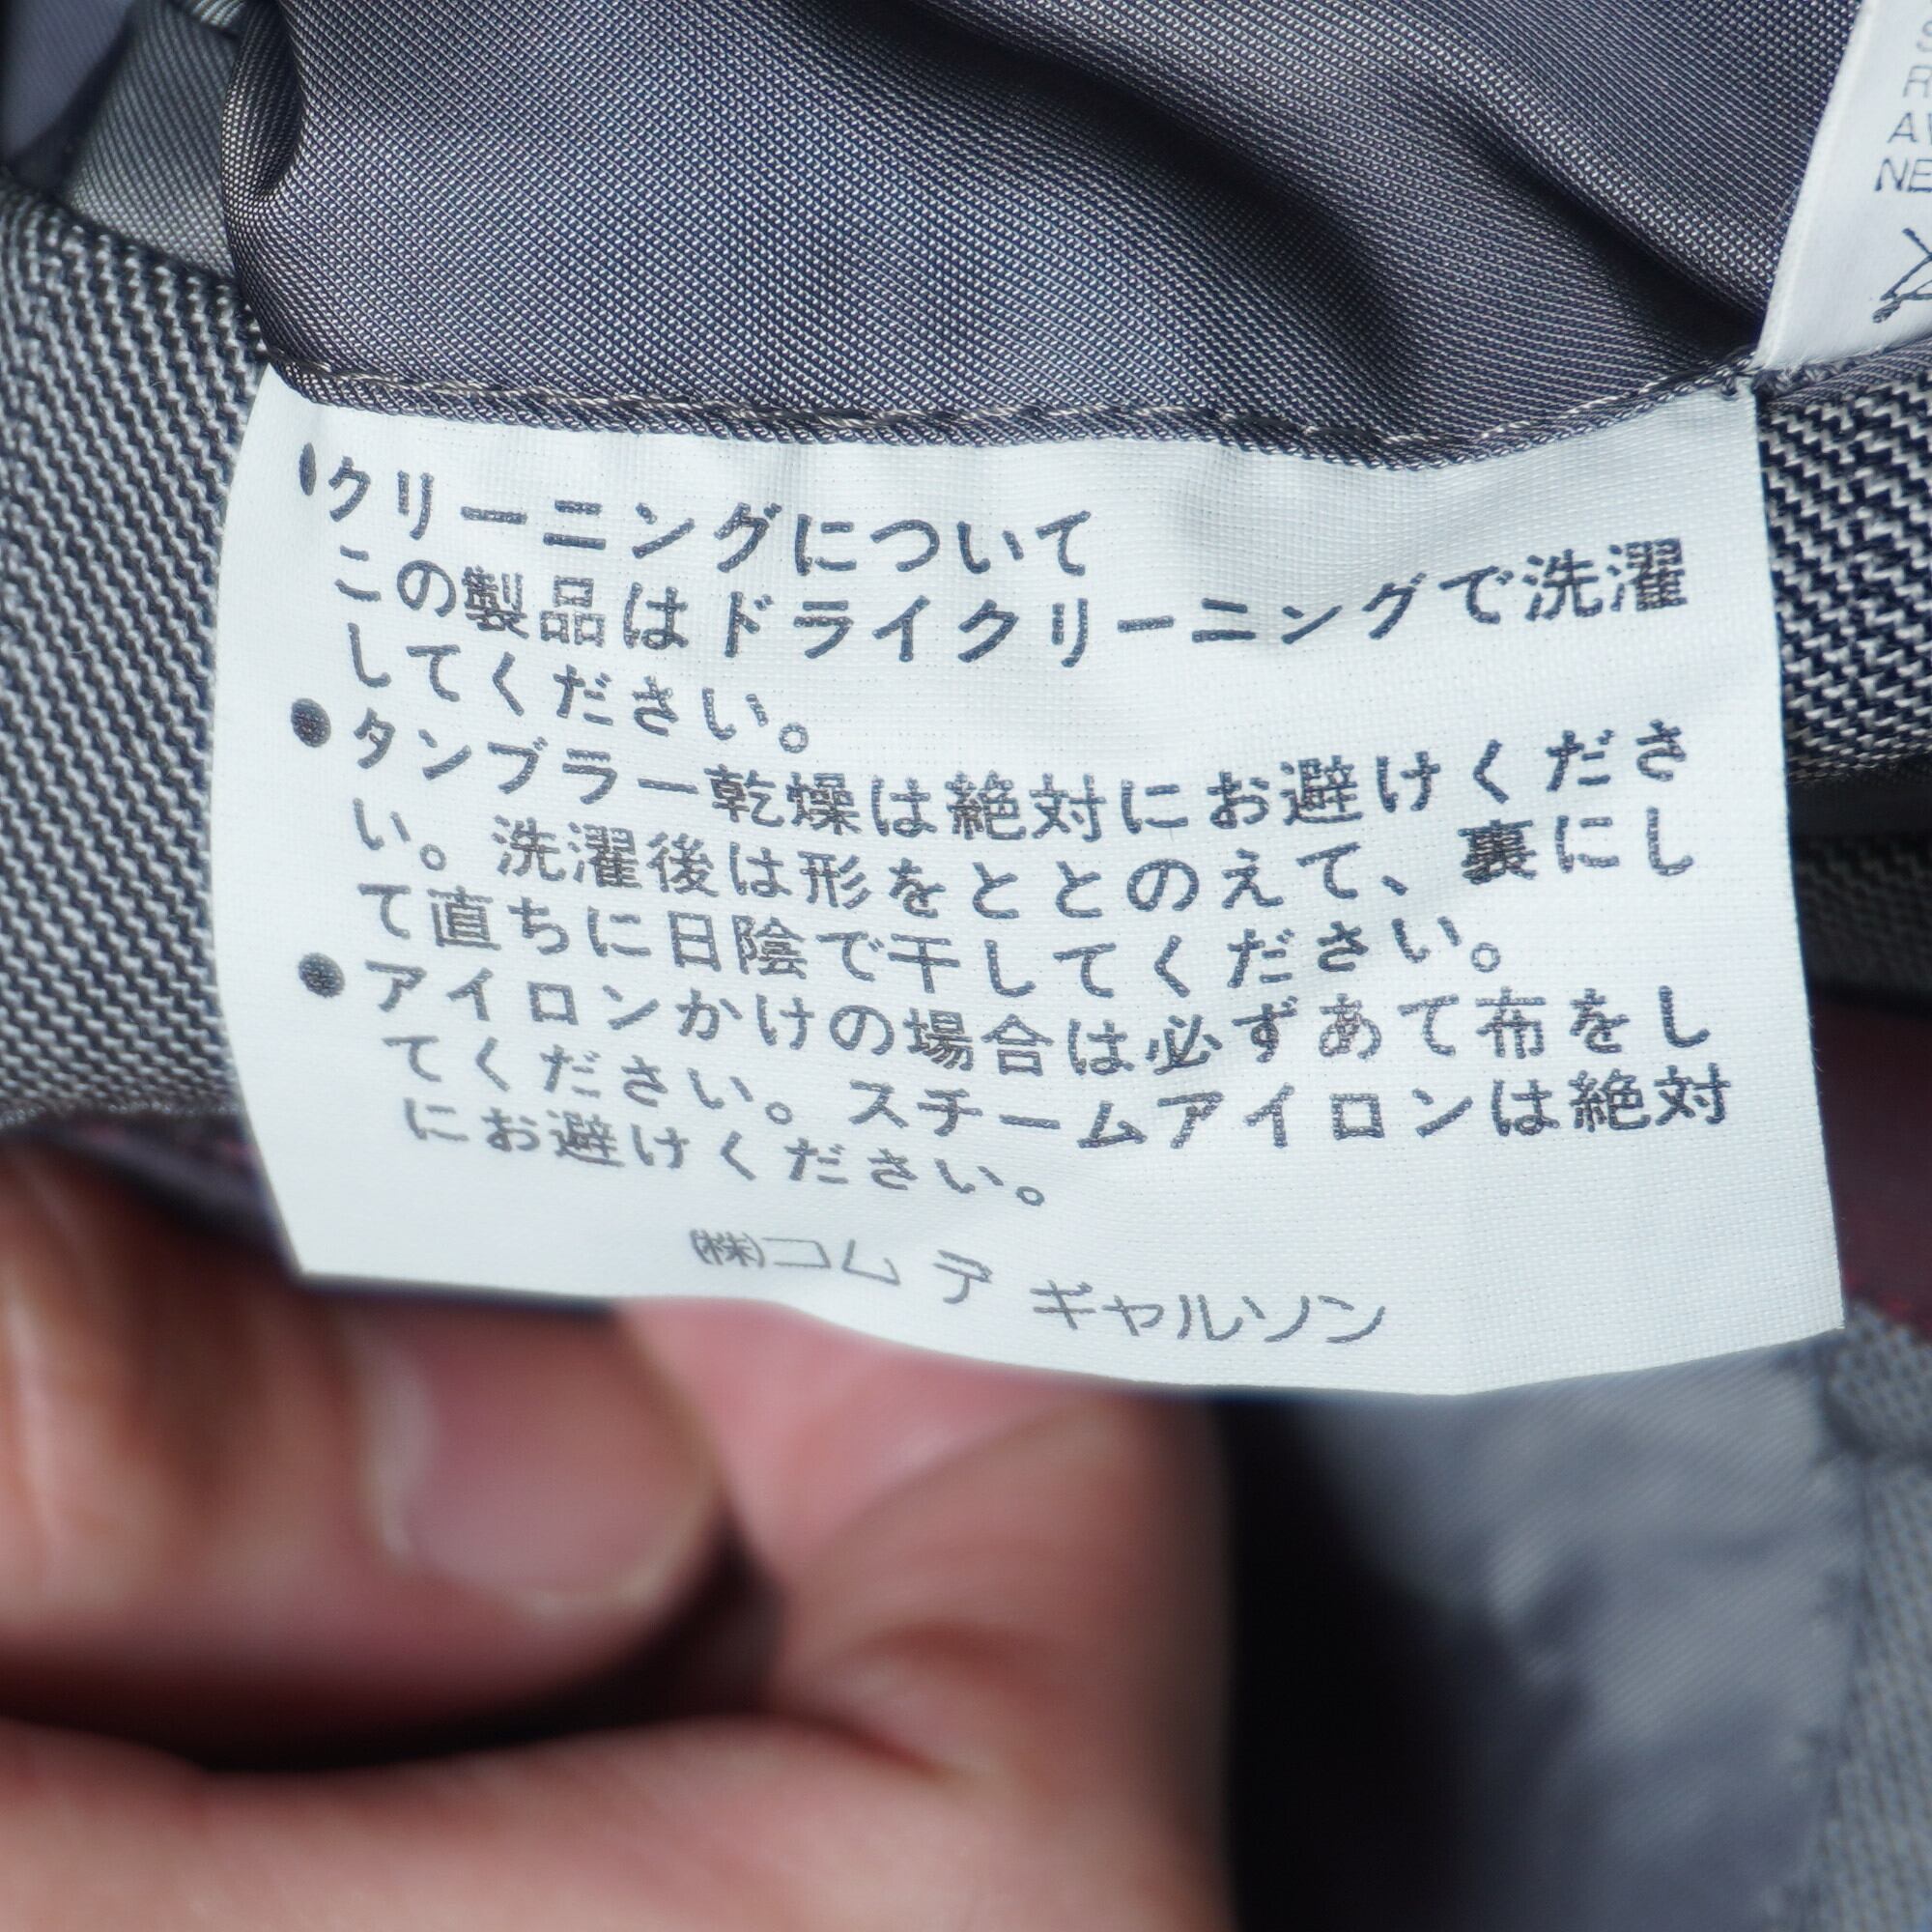 ●クリーニングについて
この製品はドライクリーニングで洗濯
してください。
●タンブラー乾燥は絶対にお避けくださ
い。洗濯後は形をととのえて、裏にし
て直ちに日陰で干してください。
●アイロンかけの場合は必ずあて布をし
てください。スチームアイロンは絶対
にお避けください。
㈱コム デ ギャルソン